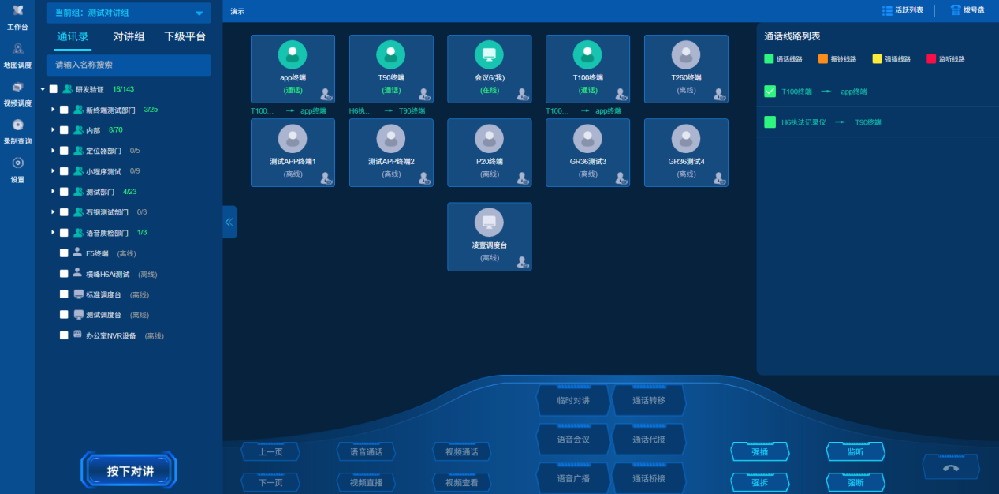 工作台
地图调度
视频调度
录制查询
设置
当前组：测试对讲组
通讯录 对讲组 下级平台
请输入名称搜索
研发验证 16/143
新终端测试部门 3/25
内部 8/70
定位器部门 0/5
小程序测试 0/9
测试部门 4/23
石钢测试部门 0/3
语音质检部门 1/3
F5终端 (离线)
横峰H6Ai测试 (离线)
标准调度台 (离线)
测试调度台 (离线)
办公室NVR设备 (离线)
按下对讲
演示
活跃列表 拨号盘
app终端
(通话)
T90终端
(通话)
会议6(我)
(在线)
T100终端
(通话)
T260终端
(离线)
T100... app终端
H6执... T90终端
T100... app终端
测试APP终端1
(离线)
测试APP终端2
(离线)
P20终端
(离线)
GR36测试3
(离线)
GR36测试4
(离线)
凌壹调度台
(离线)
通话线路列表
通话线路 振铃线路 强插线路 监听线路
T100终端 app终端
H6执法记录仪 T90终端
临时对讲 通话转移
语音会议 通话代接
语音广播 通话桥接
上一页 语音通话 视频通话
下一页 视频直播 视频查看
强插 监听
强拆 强断